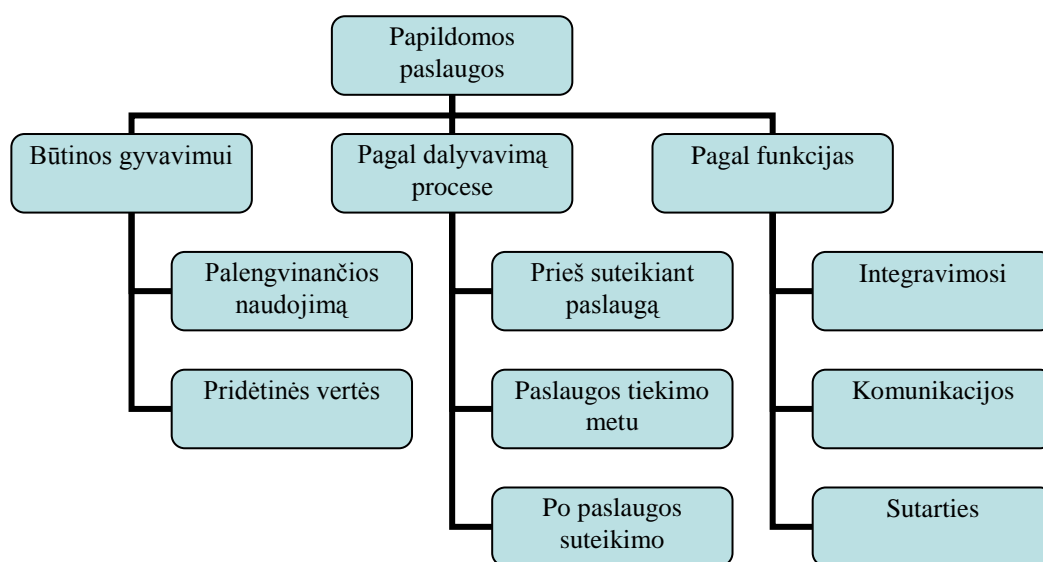 Papildomos
paslaugos
Būtinos gyvavimui
Pagal dalyvavimą
procese
Pagal funkcijas
Palengvinančios
naudojimą
Prieš suteikiant
paslaugą
Integravimosi
Pridėtinės vertės
Paslaugos tiekimo
metu
Komunikacijos
Po paslaugos
suteikimo
Sutarties